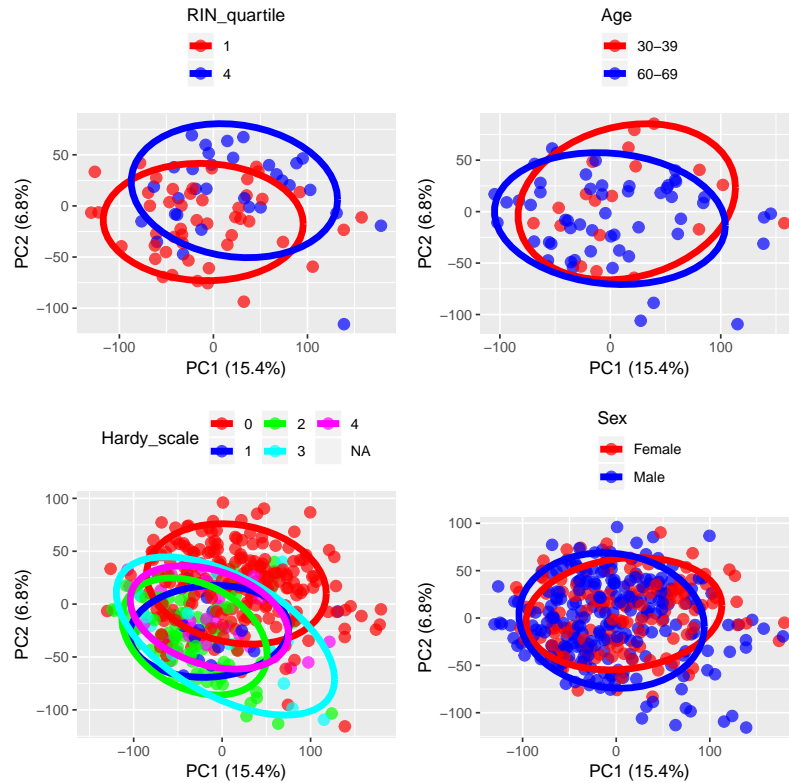 RIN_quartile
1
4
50
0
−50
−100
PC2 (6.8%)
−100 0 100
PC1 (15.4%)
Age
30−39
60−69
50
0
−50
−100
PC2 (6.8%)
−100 0 100
PC1 (15.4%)
Hardy_scale
0 2 4
1 3 NA
100
50
0
−50
−100
PC2 (6.8%)
−100 0 100
PC1 (15.4%)
Sex
Female
Male
100
50
0
−50
−100
PC2 (6.8%)
−100 0 100
PC1 (15.4%)